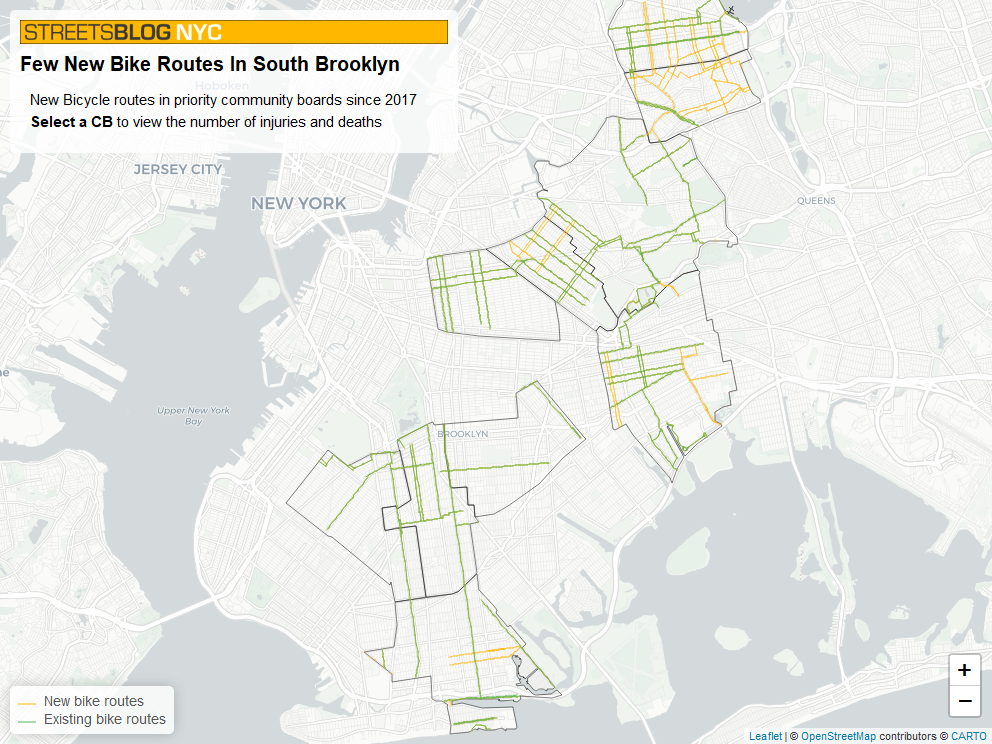 STREETSBLOG NYC
Few New Bike Routes In South Brooklyn
Hoboken
New Bicycle routes in priority community boards since 2017
Select a CB to view the number of injuries and deaths
JERSEY CITY
NEW YORK
QUEENS
Upper New York
Bay
BROOKLYN
+
−
New bike routes
Existing bike routes
Leaflet | © OpenStreetMap contributors © CARTO